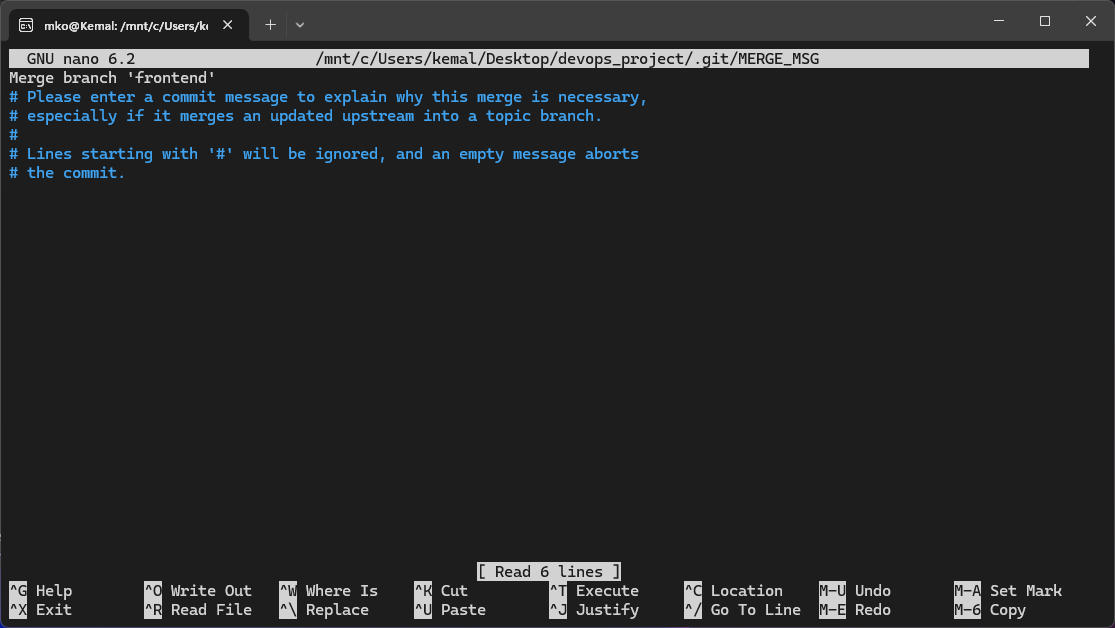 mko@Kemal: /mnt/c/Users/k
GNU nano 6.2 /mnt/c/Users/kemal/Desktop/devops_project/.git/MERGE_MSG
Merge branch 'frontend'
# Please enter a commit message to explain why this merge is necessary,
# especially if it merges an updated upstream into a topic branch.
#
# Lines starting with '#' will be ignored, and an empty message aborts
# the commit.
[ Read 6 lines ]
^G Help ^O Write Out ^W Where Is ^K Cut ^T Execute ^C Location M-U Undo M-A Set Mark
^X Exit ^R Read File ^\ Replace ^U Paste ^J Justify ^/ Go To Line M-E Redo M-6 Copy